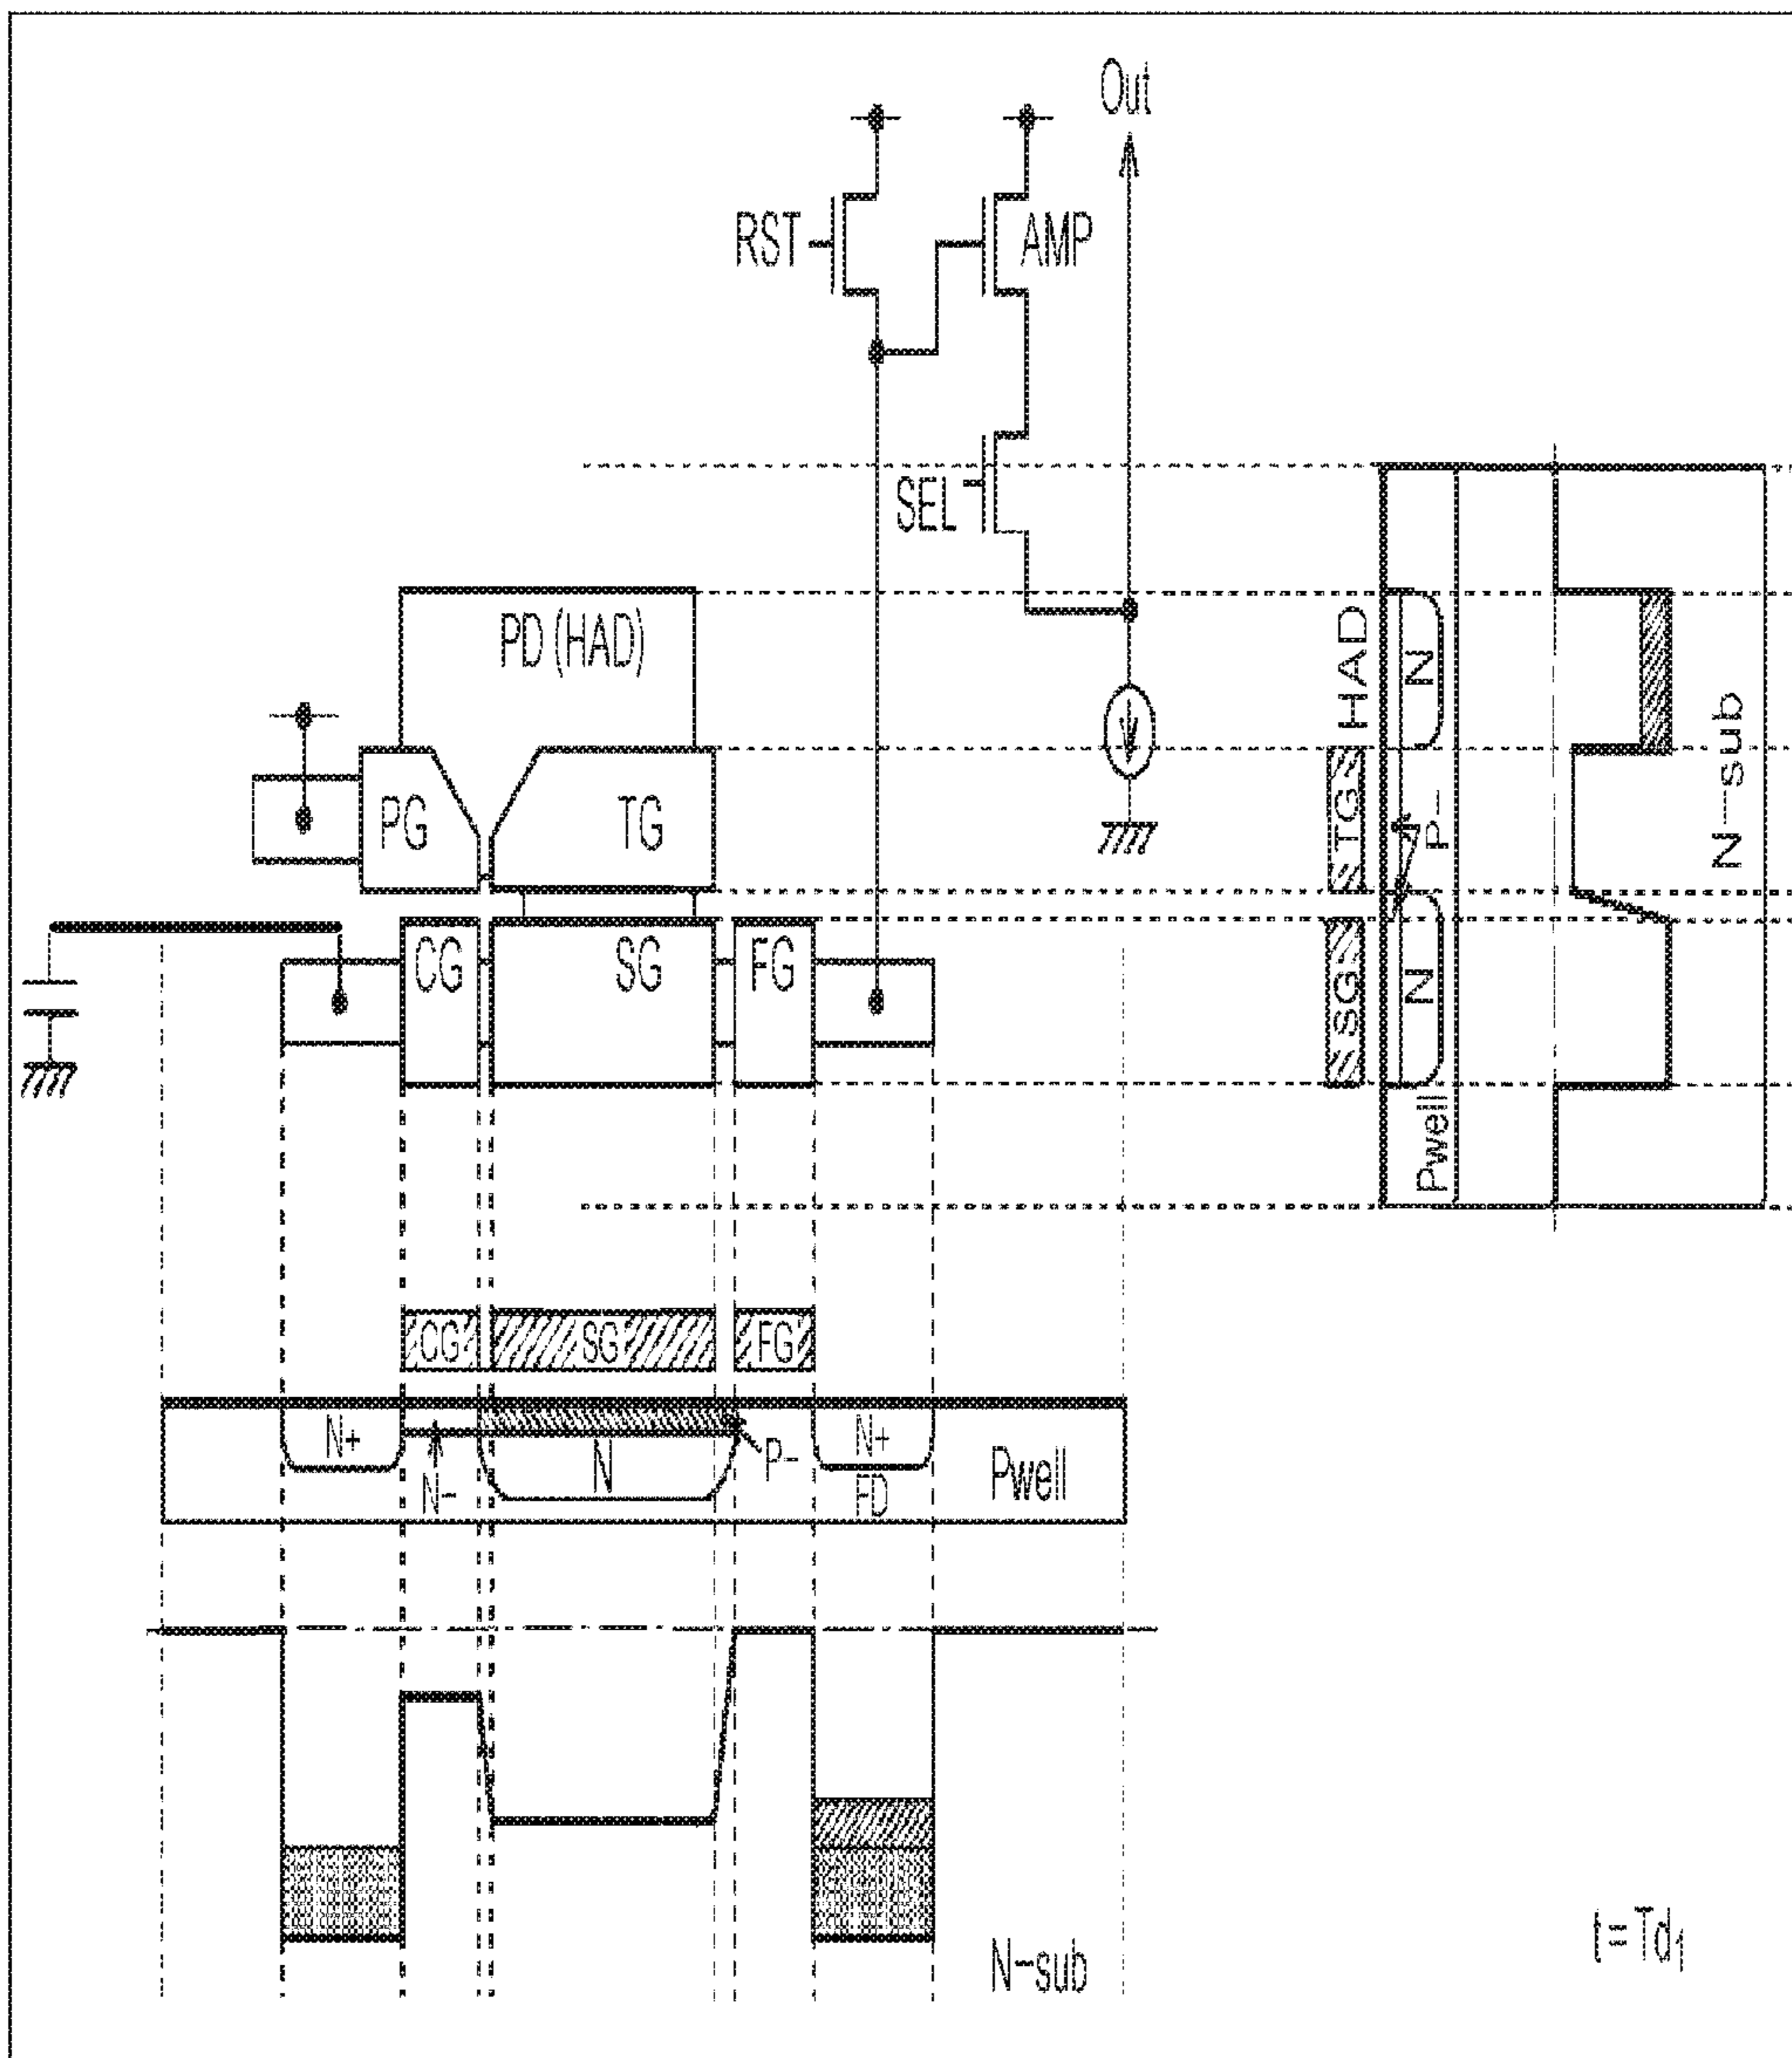 Out
RST
AMP
SEL
PD (HAD)
PG
TG
CG
SG
FG
HAD
TG
SG
N
P-
N
Pwell
N-sub
CG
SG
FG
N+
N-
N
P-
N+
FD
Pwell
N-sub
t=Td₁